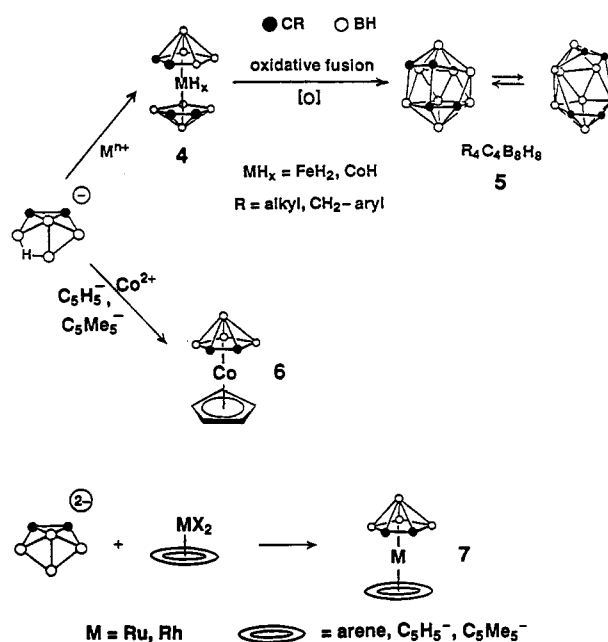 CR BH
MHx
4
oxidative fusion
[O]
R4C4B8H8
5
MHx = FeH2, CoH
R = alkyl, CH2– aryl
Mn+
–
H
C5H5–,
Co2+
C5Me5–
Co
6
2–
+
MX2
M
7
M = Ru, Rh = arene, C5H5–, C5Me5–